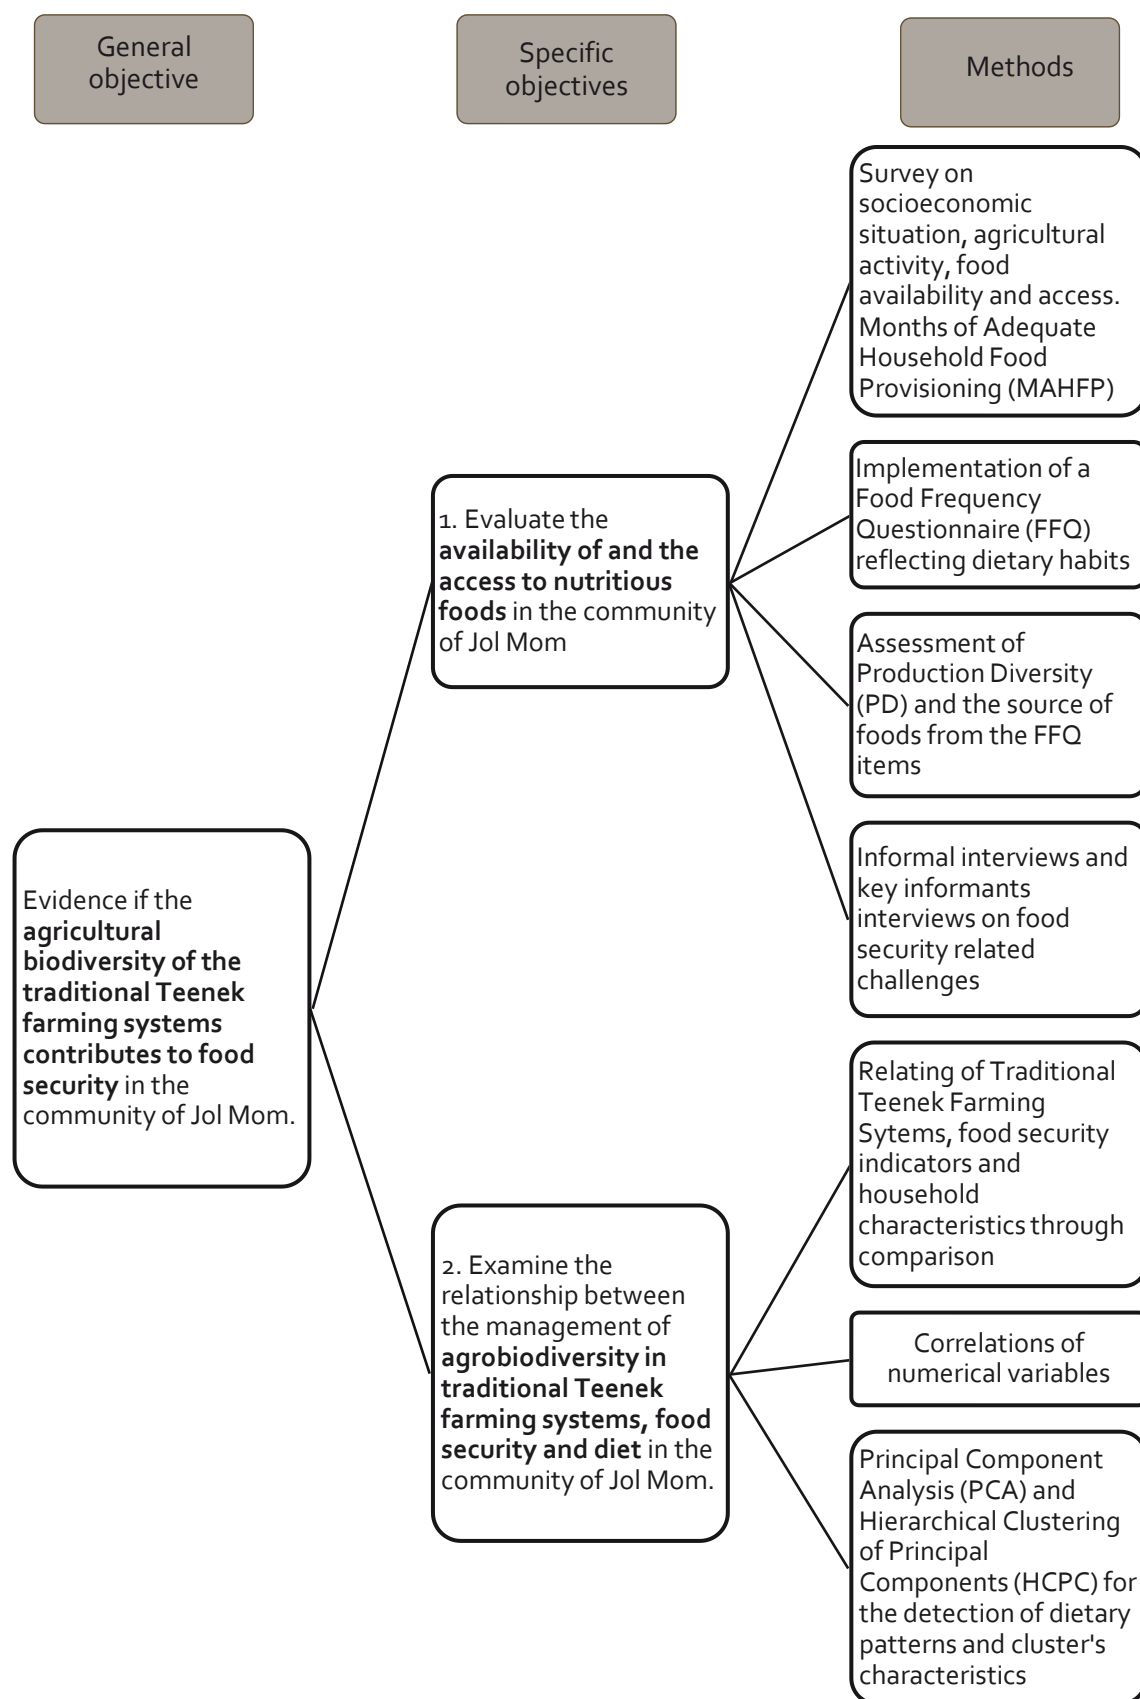 General
objective
Specific
objectives
Methods
Survey on
socioeconomic
situation, agricultural
activity, food
availability and access.
Months of Adequate
Household Food
Provisioning (MAHFP)
Implementation of a
Food Frequency
Questionnaire (FFQ)
reflecting dietary habits
1. Evaluate the
availability of and the
access to nutritious
foods in the community
of Jol Mom
Assessment of
Production Diversity
(PD) and the source of
foods from the FFQ
items
Informal interviews and
key informants
interviews on food
security related
challenges
Evidence if the
agricultural
biodiversity of the
traditional Teenek
farming systems
contributes to food
security in the
community of Jol Mom.
Relating of Traditional
Teenek Farming
Sytems, food security
indicators and
household
characteristics through
comparison
2. Examine the
relationship between
the management of
agrobiodiversity in
traditional Teenek
farming systems, food
security and diet in the
community of Jol Mom.
Correlations of
numerical variables
Principal Component
Analysis (PCA) and
Hierarchical Clustering
of Principal
Components (HCPC) for
the detection of dietary
patterns and cluster's
characteristics